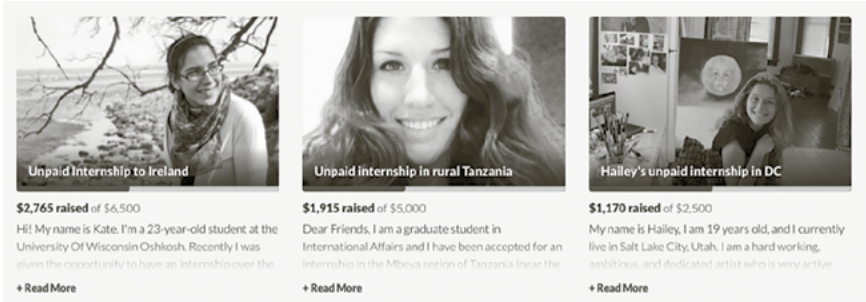 Unpaid Internship to Ireland
$2,765 raised of $6,500
Hi! My name is Kate. I'm a 23-year-old student at the
University Of Wisconsin Oshkosh. Recently I was
given the opportunity to have an internship over the
+ Read More
Unpaid internship in rural Tanzania
$1,915 raised of $5,000
Dear Friends, I am a graduate student in
International Affairs and I have been accepted for an
internship in the Mbeya region of Tanzania (near the
+ Read More
Hailey's unpaid internship in DC
$1,170 raised of $2,500
My name is Hailey, I am 19 years old, and I currently
live in Salt Lake City, Utah. I am a hard working,
ambitious, and dedicated artist who is very active
+ Read More